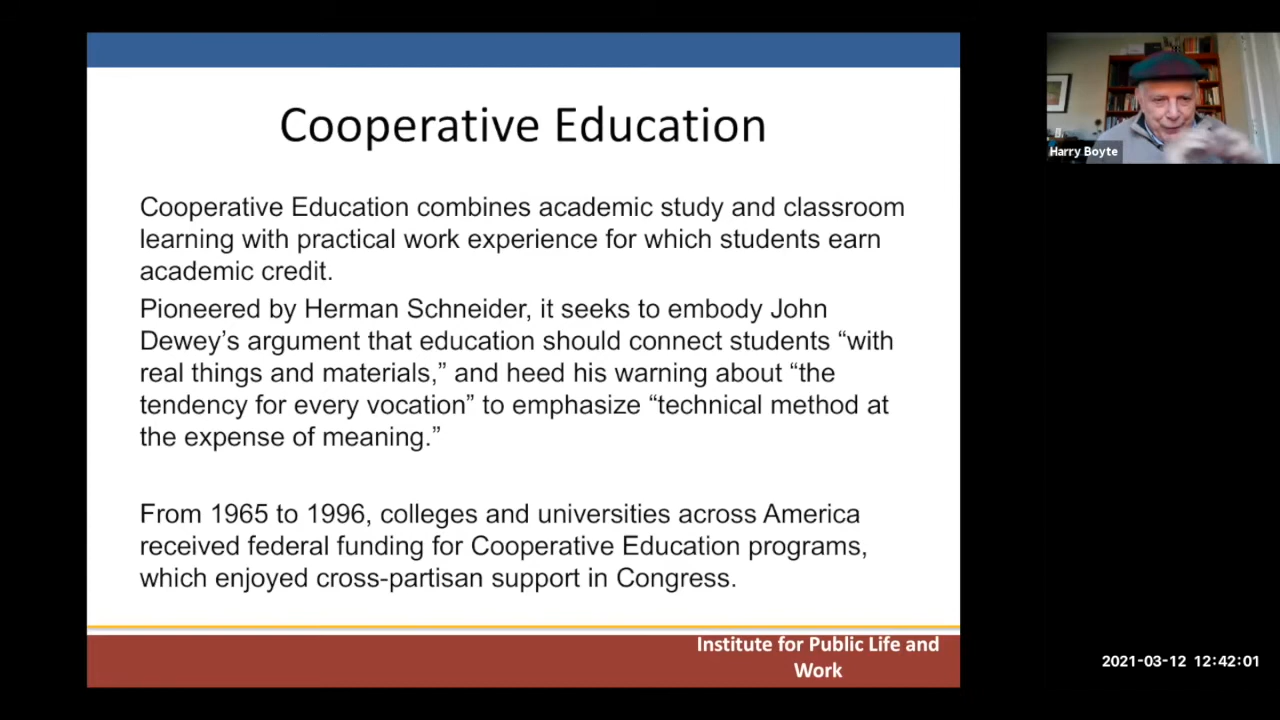 Cooperative Education
Cooperative Education combines academic study and classroom
learning with practical work experience for which students earn
academic credit.
Pioneered by Herman Schneider, it seeks to embody John
Dewey’s argument that education should connect students “with
real things and materials,” and heed his warning about “the
tendency for every vocation” to emphasize “technical method at
the expense of meaning.”
From 1965 to 1996, colleges and universities across America
received federal funding for Cooperative Education programs,
which enjoyed cross-partisan support in Congress.
Institute for Public Life and
Work
Harry Boyte
2021-03-12 12:42:01